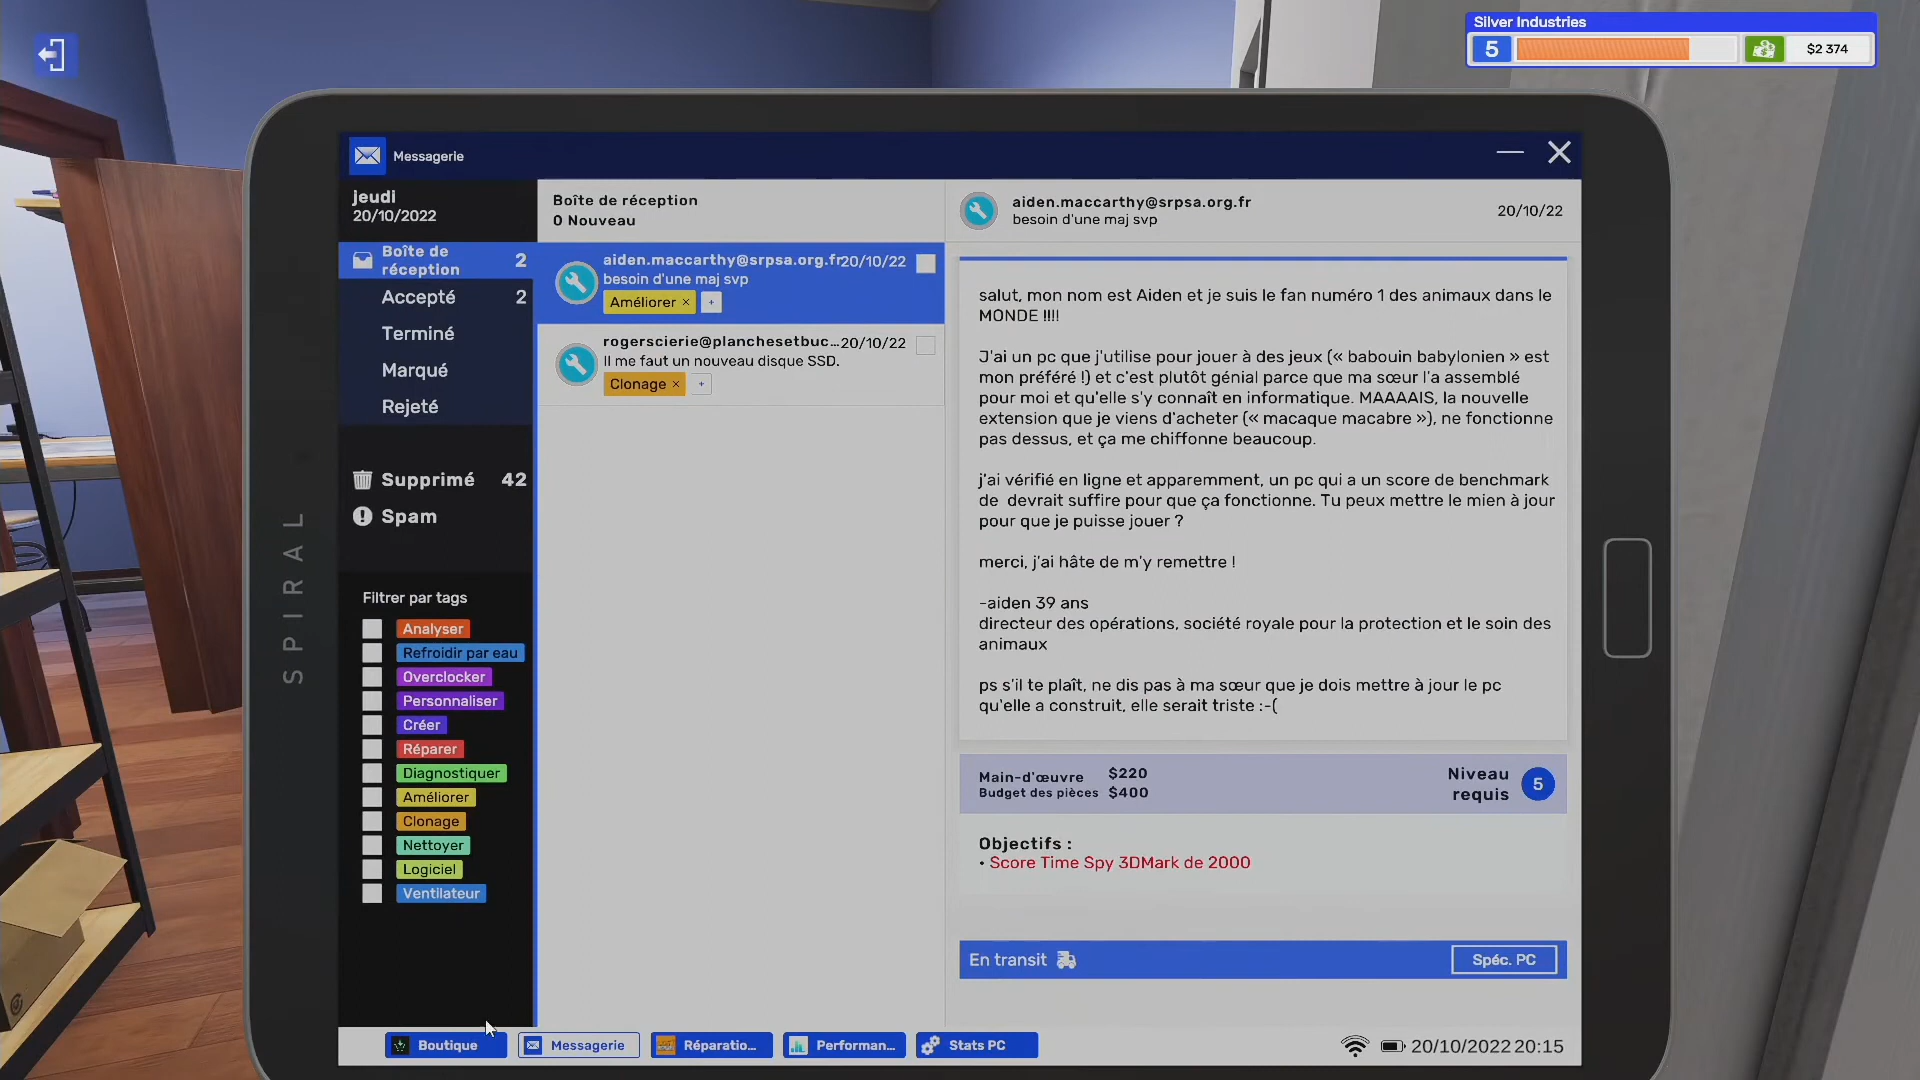 Silver Industries
5
$2 374
Messagerie
jeudi
20/10/2022
Boîte de
réception
2
Accepté 2
Terminé
Marqué
Rejeté
Supprimé 42
Spam
Filtrer par tags
Analyser
Refroidir par eau
Overclocker
Personnaliser
Créer
Réparer
Diagnostiquer
Améliorer
Clonage
Nettoyer
Logiciel
Ventilateur
Boîte de réception
0 Nouveau
aiden.maccarthy@srpsa.org.fr 20/10/22
besoin d'une maj svp
Améliorer × +
rogerscierie@planchesetbuc... 20/10/22
Il me faut un nouveau disque SSD.
Clonage × +
aiden.maccarthy@srpsa.org.fr
besoin d'une maj svp
20/10/22
salut, mon nom est Aiden et je suis le fan numéro 1 des animaux dans le
MONDE !!!!
J'ai un pc que j'utilise pour jouer à des jeux (« babouin babylonien » est
mon préféré !) et c'est plutôt génial parce que ma sœur l'a assemblé
pour moi et qu'elle s'y connaît en informatique. MAAAAIS, la nouvelle
extension que je viens d'acheter (« macaque macabre »), ne fonctionne
pas dessus, et ça me chiffonne beaucoup.
j'ai vérifié en ligne et apparemment, un pc qui a un score de benchmark
de devrait suffire pour que ça fonctionne. Tu peux mettre le mien à jour
pour que je puisse jouer ?
merci, j'ai hâte de m'y remettre !
-aiden 39 ans
directeur des opérations, société royale pour la protection et le soin des
animaux
ps s'il te plaît, ne dis pas à ma sœur que je dois mettre à jour le pc
qu'elle a construit, elle serait triste :-(
Main-d'œuvre $220
Budget des pièces $400
Niveau
requis
5
Objectifs :
• Score Time Spy 3DMark de 2000
En transit
Spéc. PC
Boutique
Messagerie
Réparatio...
Performan...
Stats PC
20/10/2022 20:15
SPIRAL